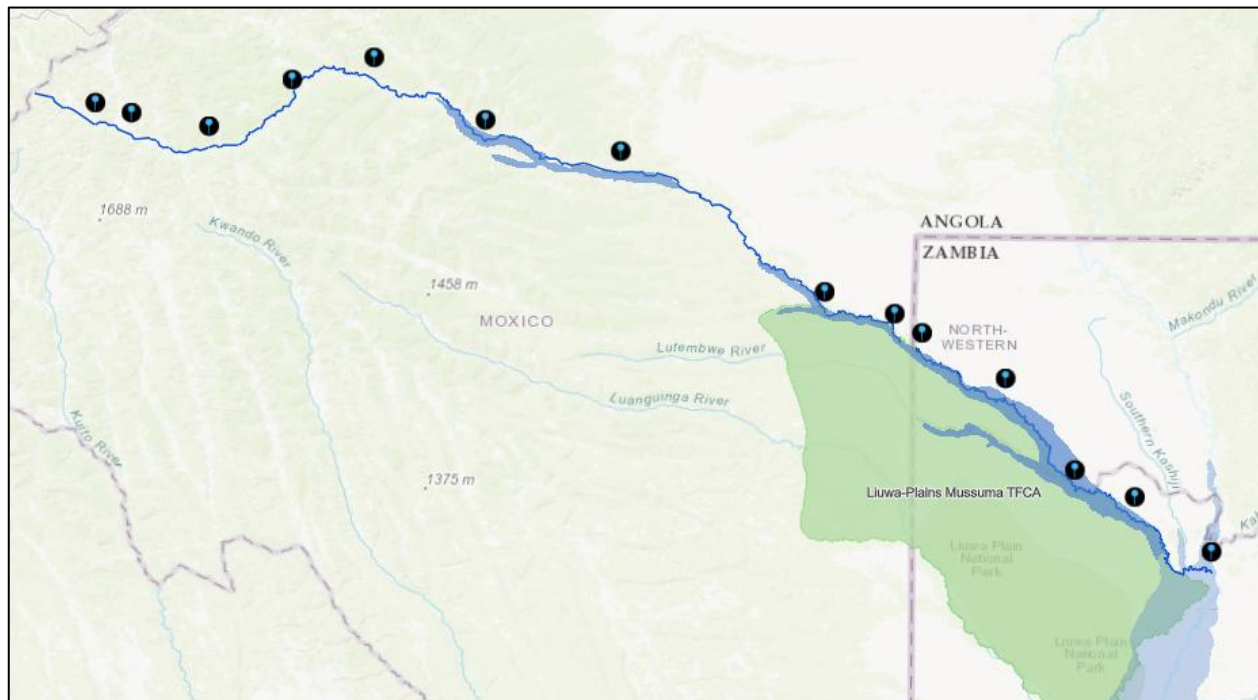 ANGOLA
ZAMBIA
1688 m
Kwando River
1458 m
MOXICO
Makondu River
NORTH-
WESTERN
Lutembwe River
Luanguinga River
Southern Kashiji
Kuito River
1375 m
Liuwa-Plains Mussuma TFCA
Liuwa Plain
National
Park
Liuwa Plain
National
Park